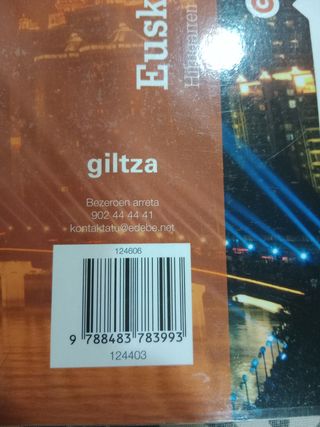 Eusk
giltza
Bezeroen arreta
902 44 44 41
kontaktatu@edebe.net
124606
9 788483 783993
124403